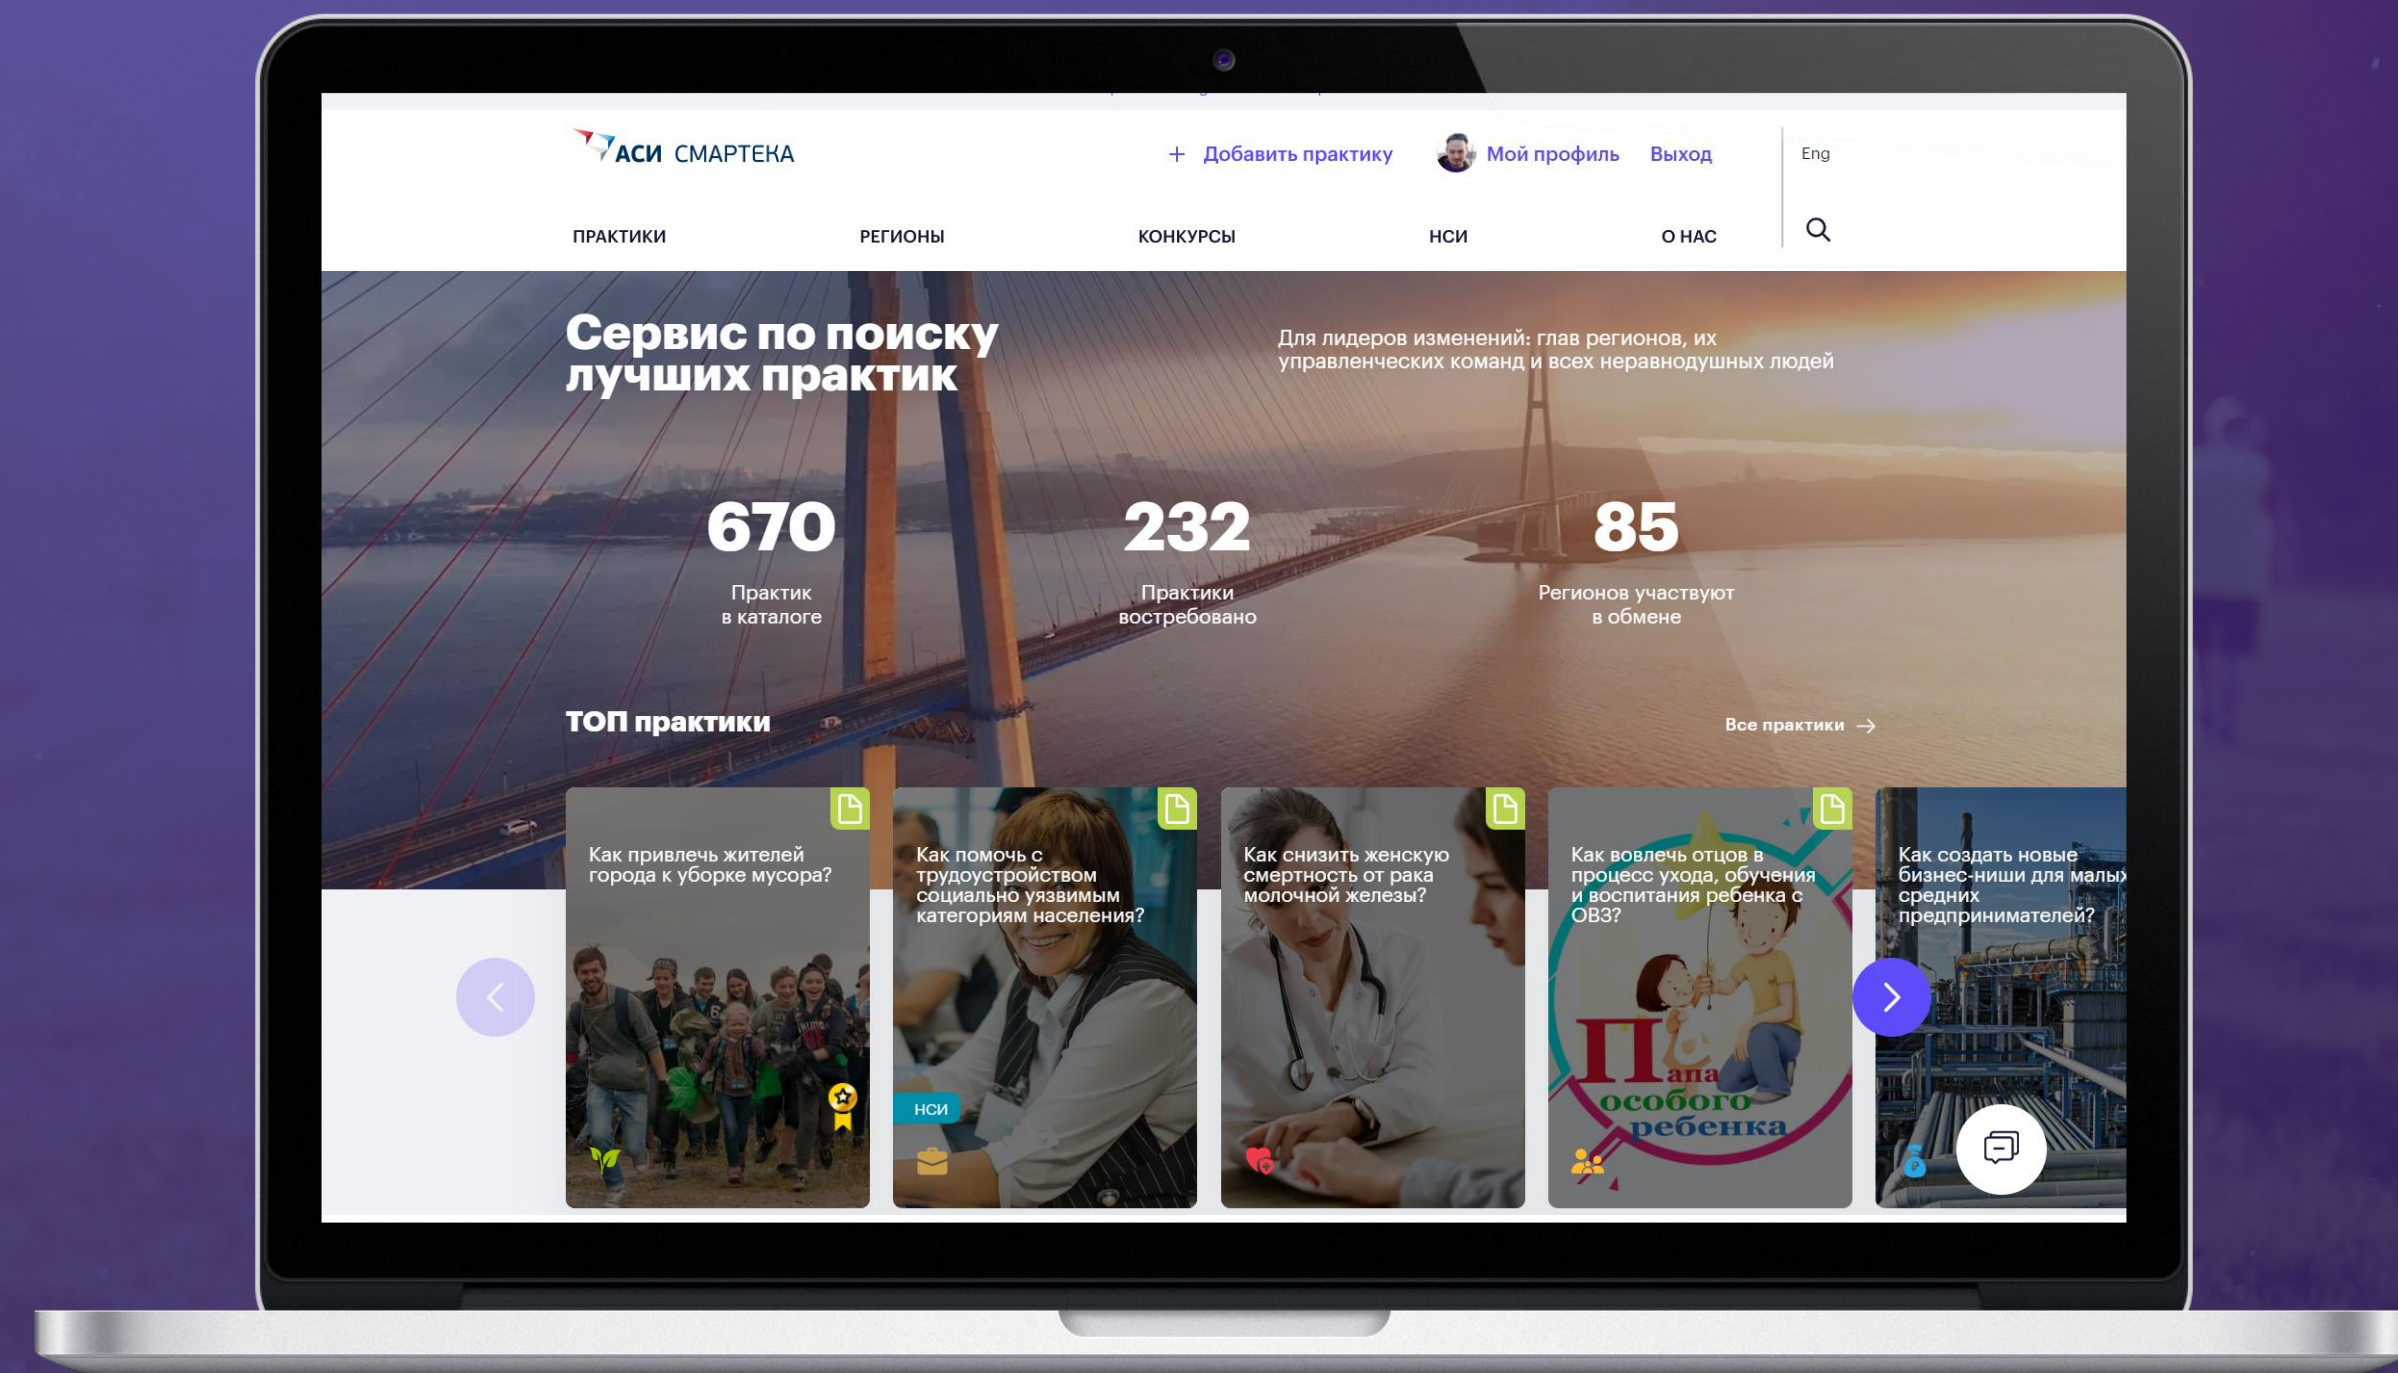 АСИ СМАРТЕКА
+ Добавить практику
Мой профиль
Выход
Eng
ПРАКТИКИ
РЕГИОНЫ
КОНКУРСЫ
НСИ
О НАС
Сервис по поиску
лучших практик
Для лидеров изменений: глав регионов, их
управленческих команд и всех неравнодушных людей
670
Практик
в каталоге
232
Практики
востребовано
85
Регионов участвуют
в обмене
ТОП практики
Все практики →
Как привлечь жителей
города к уборке мусора?
Как помочь с
трудоустройством
социально уязвимым
категориям населения?
НСИ
Как снизить женскую
смертность от рака
молочной железы?
Как вовлечь отцов в
процесс ухода, обучения
и воспитания ребенка с
ОВЗ?
Папа
особого
ребенка
Как создать новые
бизнес-ниши для малых
средних
предпринимателей?